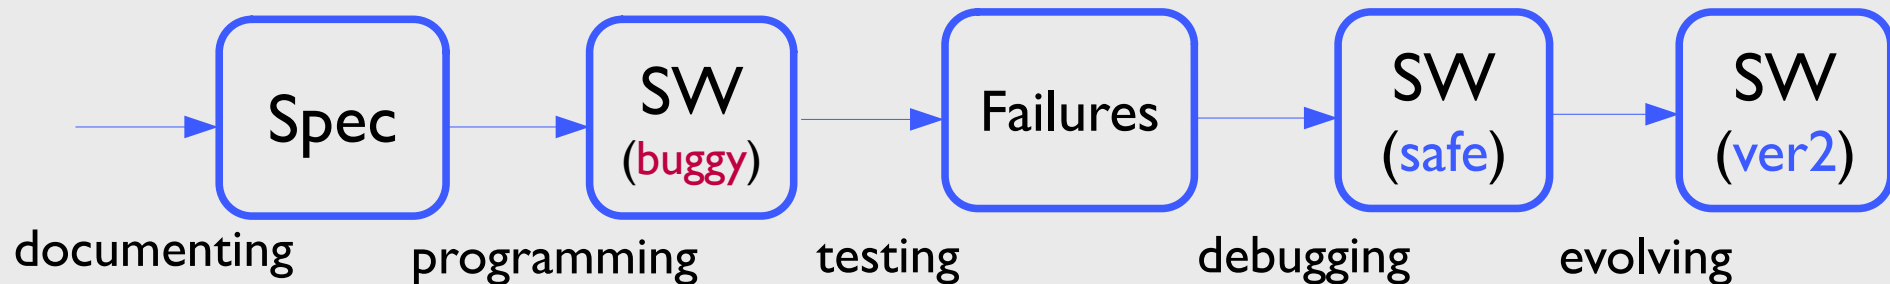 Spec
SW
(buggy)
Failures
SW
(safe)
SW
(ver2)
documenting
programming
testing
debugging
evolving